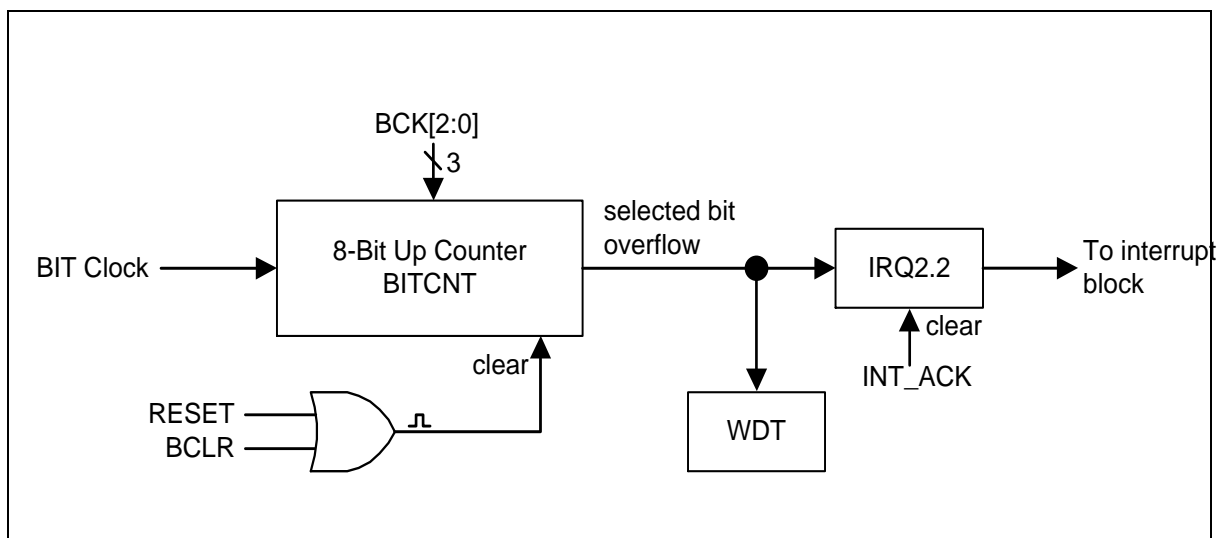 BCK[2:0]
3
selected bit
overflow
8-Bit Up Counter
BITCNT
BIT Clock
IRQ2.2
To interrupt
block
clear
clear
INT_ACK
RESET
BCLR
WDT